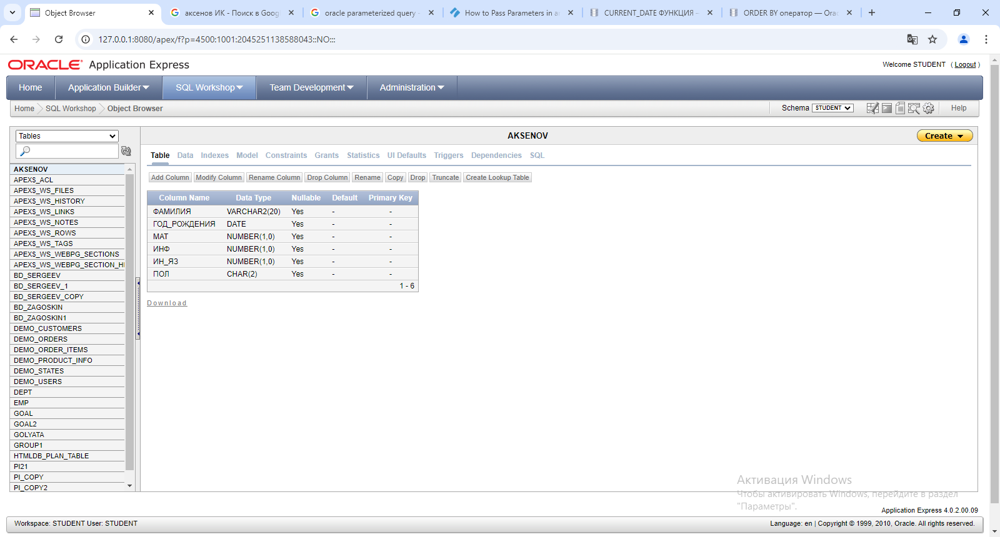 Object Browser
аксенов ИК - Поиск в Goog
oracle parameterized query -
How to Pass Parameters in a
CURRENT_DATE ФУНКЦИЯ -
ORDER BY оператор — Ora
127.0.0.1:8080/apex/f?p=4500:1001:2045251138588043::NO:::
ORACLE Application Express
Welcome STUDENT ( Logout )
Home Application Builder SQL Workshop Team Development Administration
Home SQL Workshop Object Browser
Schema STUDENT Help
Tables
AKSENOV
APEX$_ACL
APEX$_WS_FILES
APEX$_WS_HISTORY
APEX$_WS_LINKS
APEX$_WS_NOTES
APEX$_WS_ROWS
APEX$_WS_TAGS
APEX$_WS_WEBPG_SECTIONS
APEX$_WS_WEBPG_SECTION_HI
BD_SERGEEV
BD_SERGEEV_1
BD_SERGEEV_COPY
BD_ZAGOSKIN
BD_ZAGOSKIN1
DEMO_CUSTOMERS
DEMO_ORDERS
DEMO_ORDER_ITEMS
DEMO_PRODUCT_INFO
DEMO_STATES
DEMO_USERS
DEPT
EMP
GOAL
GOAL2
GOLYATA
GROUP1
HTMLDB_PLAN_TABLE
PI21
PI_COPY
PI_COPY2
AKSENOV
Create
Table Data Indexes Model Constraints Grants Statistics UI Defaults Triggers Dependencies SQL
Add Column Modify Column Rename Column Drop Column Rename Copy Drop Truncate Create Lookup Table
Column Name Data Type Nullable Default Primary Key
ФАМИЛИЯ VARCHAR2(20) Yes - -
ГОД_РОЖДЕНИЯ DATE Yes - -
МАТ NUMBER(1,0) Yes - -
ИНФ NUMBER(1,0) Yes - -
ИН_ЯЗ NUMBER(1,0) Yes - -
ПОЛ CHAR(2) Yes - -
1 - 6
Download
Активация Windows
Чтобы активировать Windows, перейдите в раздел
"Параметры".
Application Express 4.0.2.00.09
Workspace: STUDENT User: STUDENT
Language: en | Copyright © 1999, 2010, Oracle. All rights reserved.